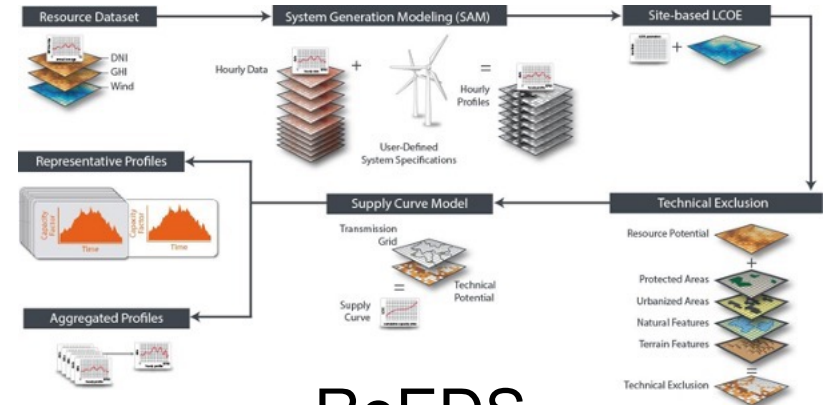 Resource Dataset
System Generation Modeling (SAM)
Site-based LCOE
DNI
GHI
Wind
Hourly Data
+
=
Hourly
Profiles
User-Defined
System Specifications
+
Representative Profiles
Supply Curve Model
Technical Exclusion
Capacity
Factor
Time
Capacity
Factor
Time
Transmission
Grid
=
Technical
Potential
Supply
Curve
Resource Potential
+
Protected Areas
Urbanized Areas
Natural Features
Terrain Features
=
Technical Exclusion
Aggregated Profiles
ReEDS